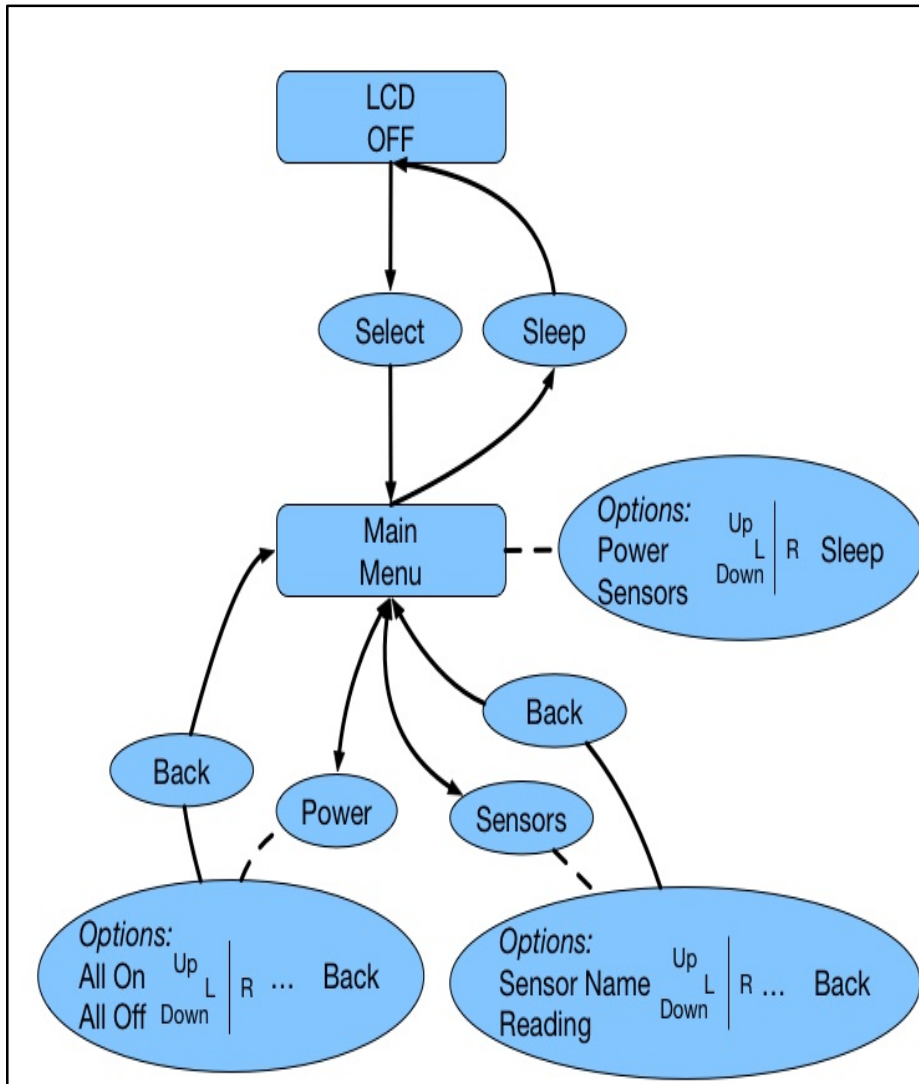 LCD
OFF
Select
Sleep
Main
Menu
Options:
Power
Sensors
Up
L
Down
R
Sleep
Back
Back
Power
Sensors
Options:
All On
All Off
Up
L
Down
R
...
Back
Options:
Sensor Name
Reading
Up
L
Down
R
...
Back